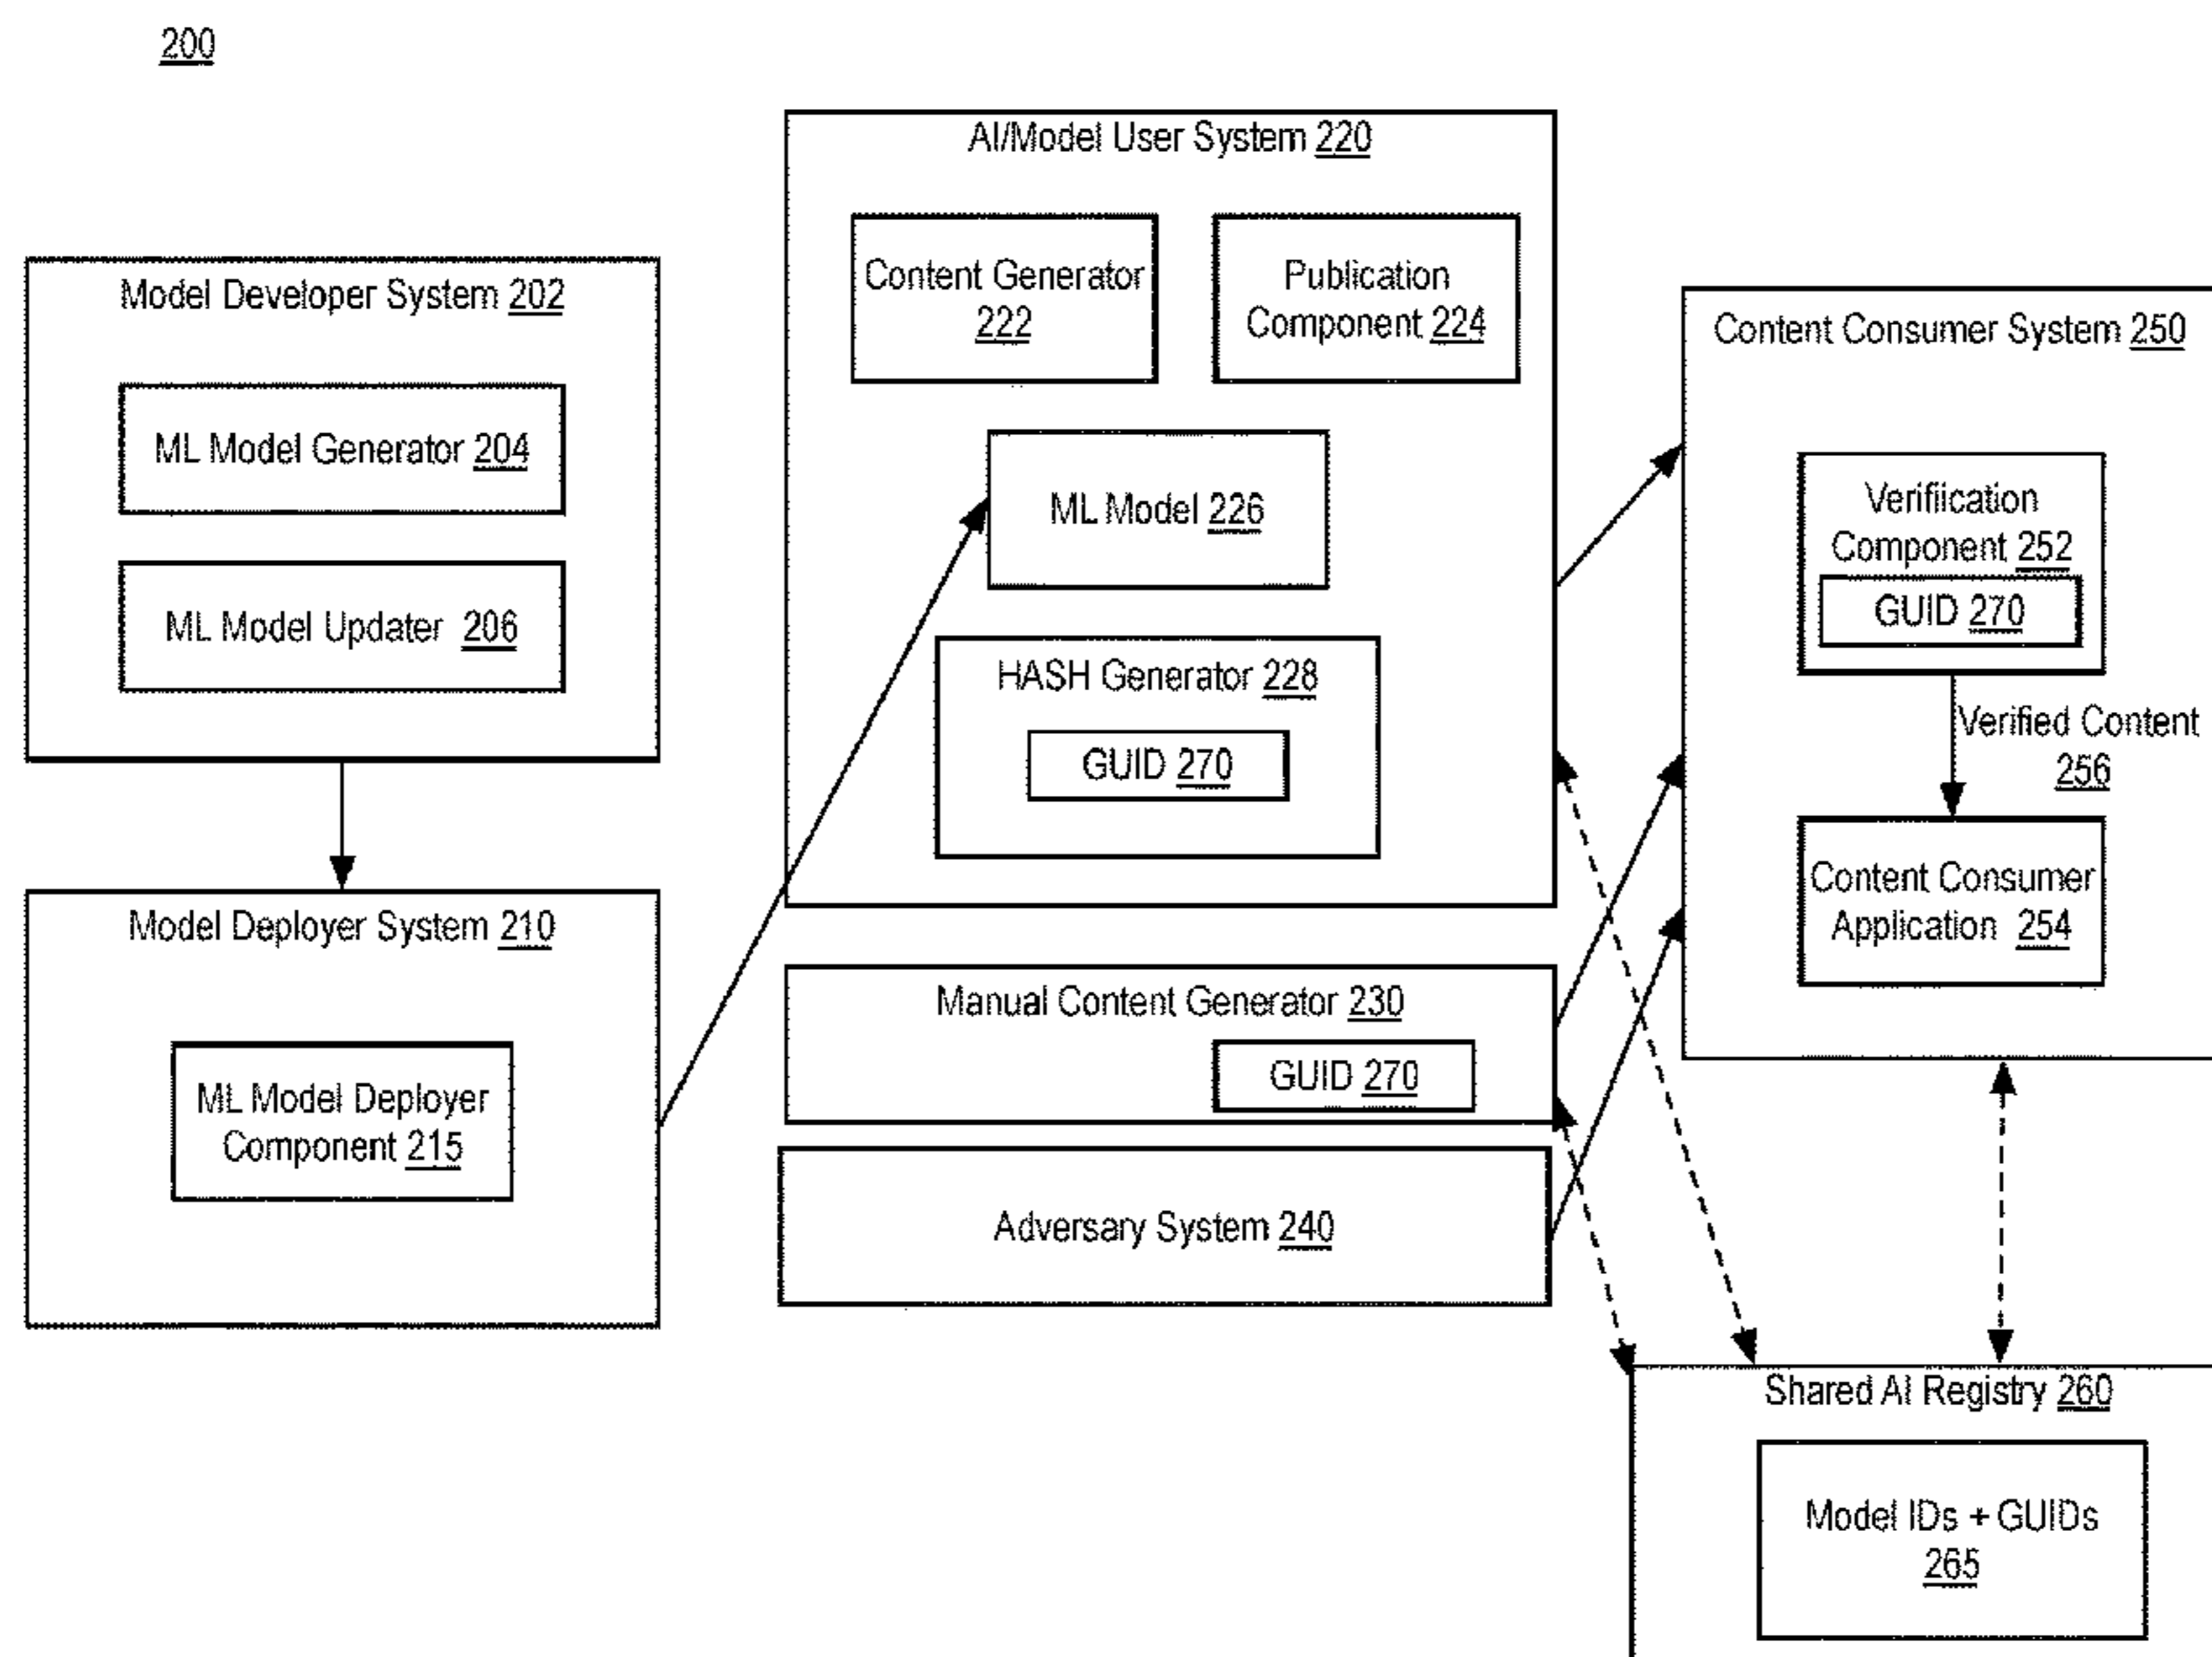 200
Model Developer System 202
ML Model Generator 204
ML Model Updater 206
Model Deployer System 210
ML Model Deployer
Component 215
AI/Model User System 220
Content Generator
222
Publication
Component 224
ML Model 226
HASH Generator 228
GUID 270
Manual Content Generator 230
GUID 270
Adversary System 240
Content Consumer System 250
Verifiication
Component 252
GUID 270
Verified Content
256
Content Consumer
Application 254
Shared AI Registry 260
Model IDs + GUIDs
265